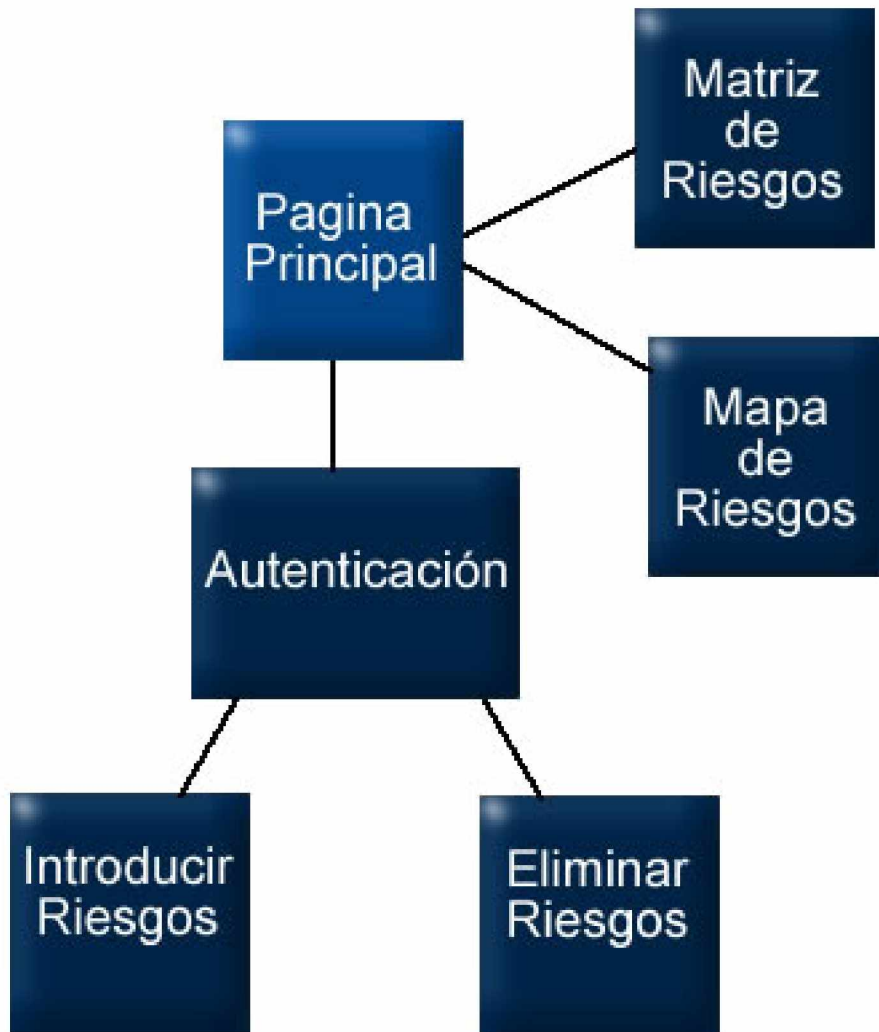 Matriz
de
Riesgos
Pagina
Principal
Mapa
de
Riesgos
Autenticación
Introducir
Riesgos
Eliminar
Riesgos